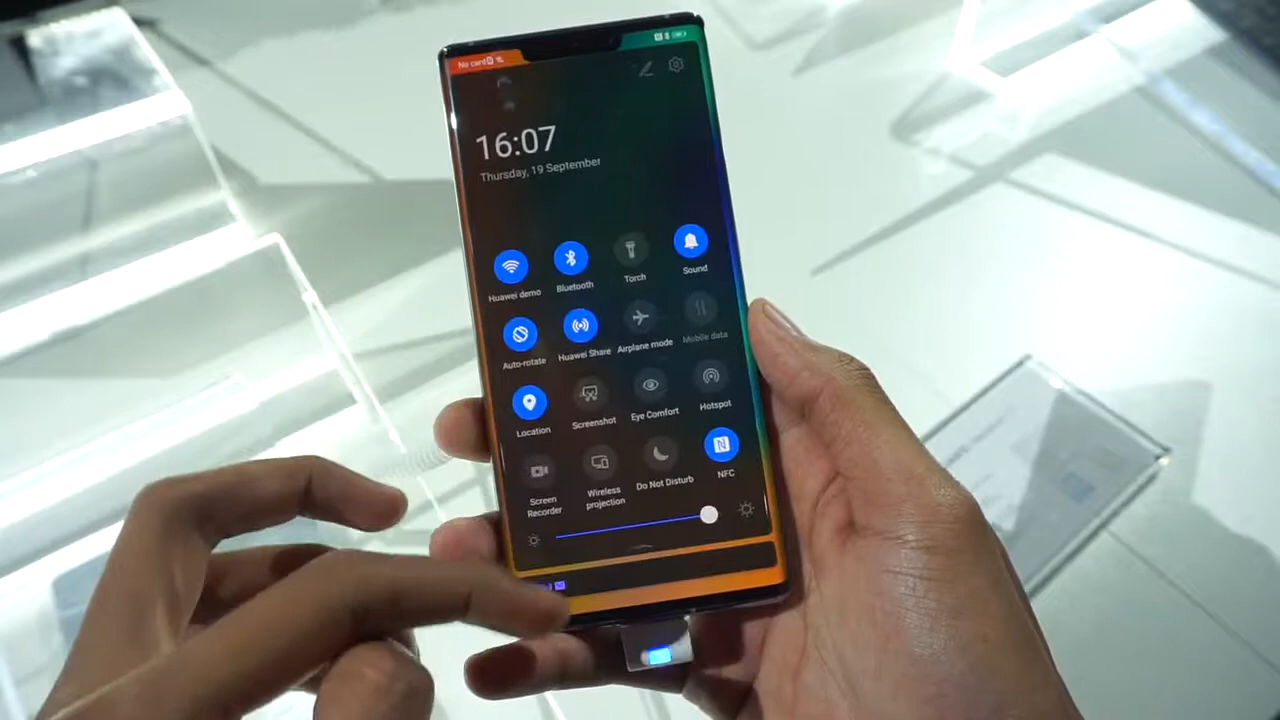 No card
16:07
Thursday, 19 September
Huawei demo
Bluetooth
Torch
Sound
Auto-rotate
Huawei Share
Airplane mode
Mobile data
Location
Screenshot
Eye Comfort
Hotspot
Screen
Recorder
Wireless
projection
Do Not Disturb
NFC